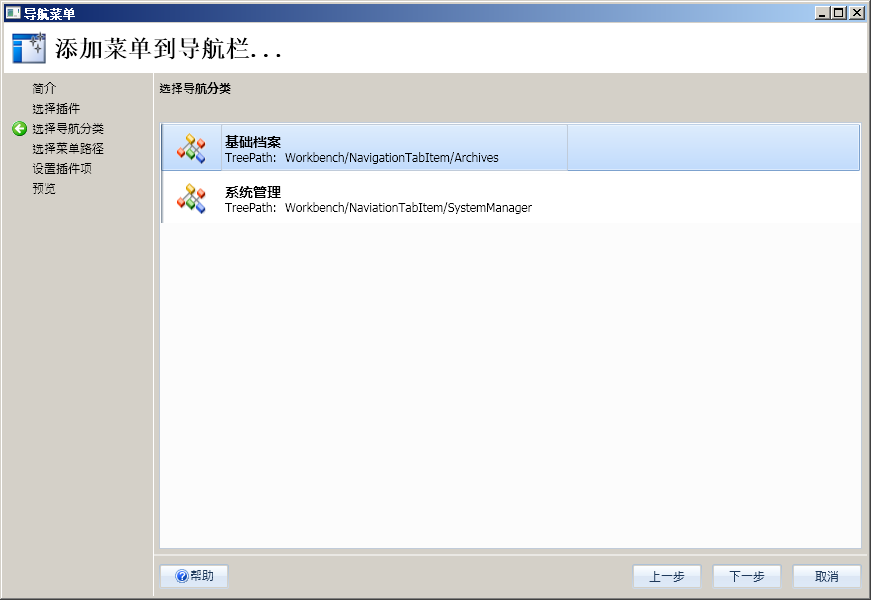 导航菜单
添加菜单到导航栏...
简介
选择插件
选择导航分类
选择菜单路径
设置插件项
预览
选择导航分类
基础档案
TreePath: Workbench/NavigationTabItem/Archives
系统管理
TreePath: Workbench/NaviationTabItem/SystemManager
帮助
上一步
下一步
取消